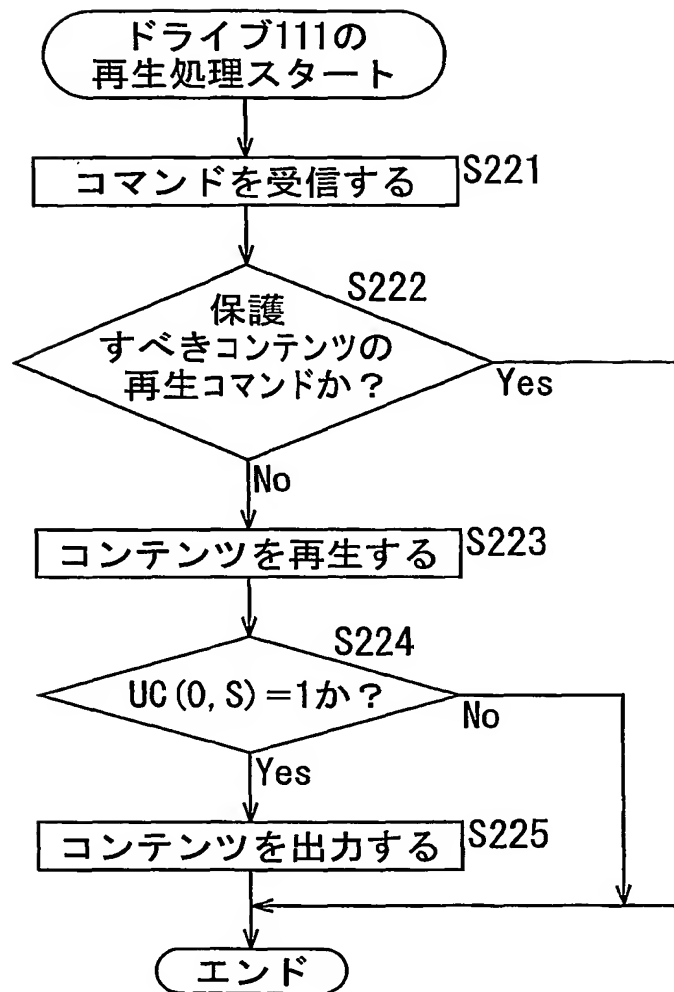 ドライブ111の
再生処理スタート
コマンドを受信する
S221
S222
保護
すべきコンテンツの
再生コマンドか？
Yes
No
コンテンツを再生する
S223
S224
UC(0,S)=1か？
No
Yes
コンテンツを出力する
S225
エンド